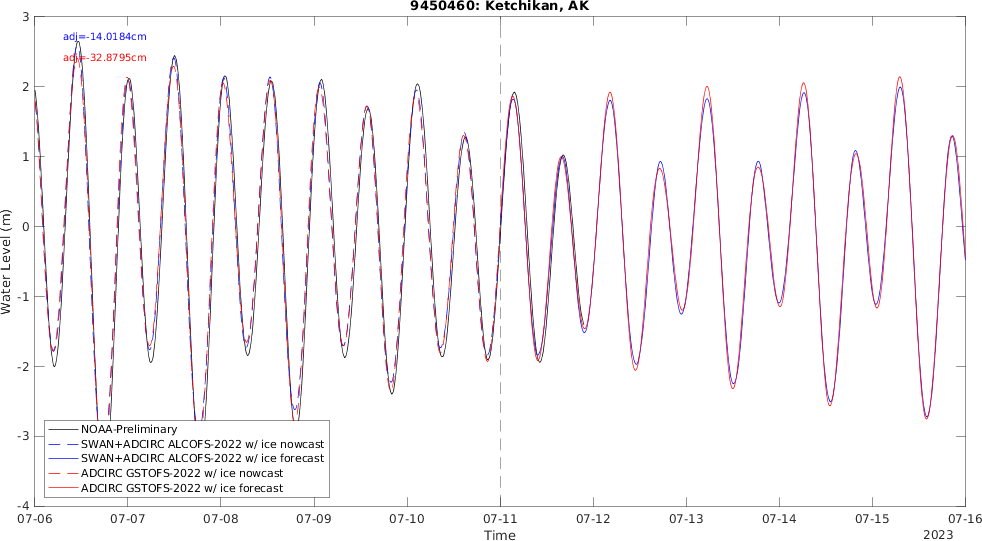 9450460: Ketchikan, AK
adj=-14.0184cm
adj=-32.8795cm
3
2
1
0
-1
-2
-3
-4
Water Level (m)
NOAA-Preliminary
SWAN+ADCIRC ALCOFS-2022 w/ ice nowcast
SWAN+ADCIRC ALCOFS-2022 w/ ice forecast
ADCIRC GSTOFS-2022 w/ ice nowcast
ADCIRC GSTOFS-2022 w/ ice forecast
07-06 07-07 07-08 07-09 07-10 07-11 07-12 07-13 07-14 07-15 07-16
Time
2023